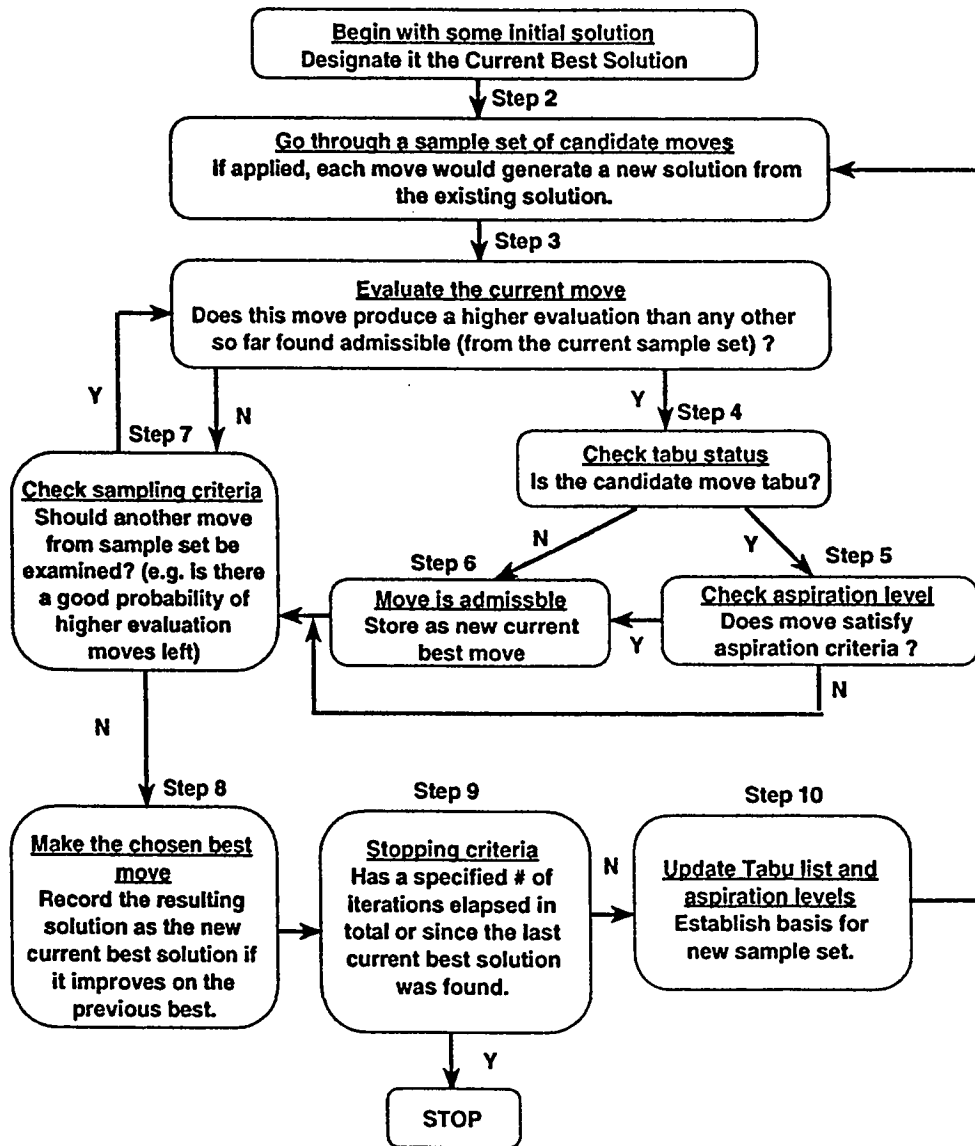 Begin with some initial solution
Designate it the Current Best Solution
Step 2
Go through a sample set of candidate moves
If applied, each move would generate a new solution from
the existing solution.
Step 3
Evaluate the current move
Does this move produce a higher evaluation than any other
so far found admissible (from the current sample set) ?
Y
N
Y
Step 4
Step 7
Check tabu status
Is the candidate move tabu?
Check sampling criteria
Should another move
from sample set be
examined? (e.g. is there
a good probability of
higher evaluation
moves left)
N
Y
Step 6
Step 5
Move is admissble
Store as new current
best move
Y
Check aspiration level
Does move satisfy
aspiration criteria ?
N
N
Step 8
Make the chosen best
move
Record the resulting
solution as the new
current best solution if
it improves on the
previous best.
Step 9
Stopping criteria
Has a specified # of
iterations elapsed in
total or since the last
current best solution
was found.
N
Step 10
Update Tabu list and
aspiration levels
Establish basis for
new sample set.
Y
STOP